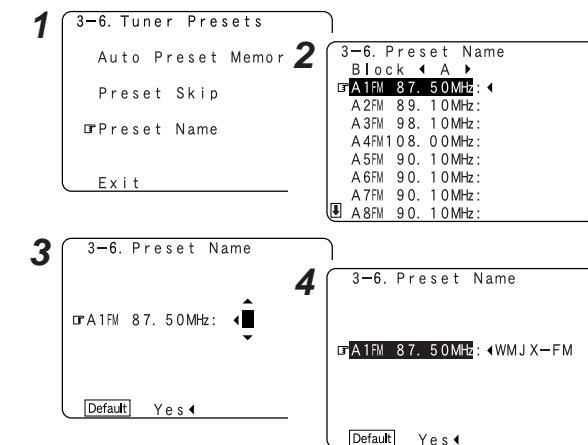 1
3-6. Tuner Presets
Auto Preset Memor
Preset Skip
☞Preset Name
Exit
2
3-6. Preset Name
Block ◀ A ▶
☞A1FM 87.50MHz: ◀
A2FM 89.10MHz:
A3FM 98.10MHz:
A4FM108.00MHz:
A5FM 90.10MHz:
A6FM 90.10MHz:
A7FM 90.10MHz:
A8FM 90.10MHz:
3
3-6. Preset Name
☞A1FM 87.50MHz: ◀
Default Yes◀
4
3-6. Preset Name
☞A1FM 87.50MHz: ◀WMJX-FM
Default Yes◀